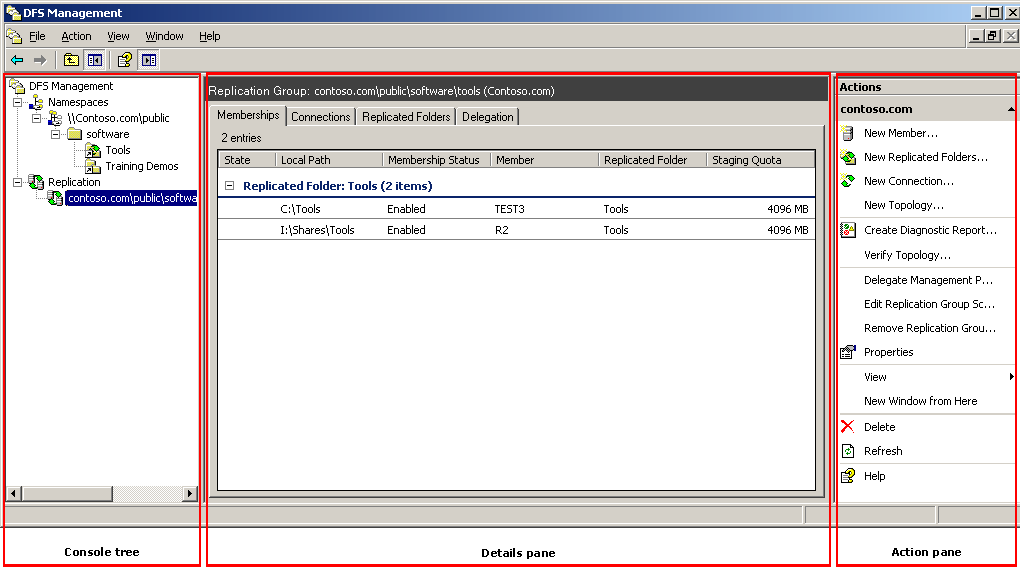 DFS Management
File Action View Window Help
DFS Management
Namespaces
\\Contoso.com\public
software
Tools
Training Demos
Replication
contoso.com\public\softwa
Replication Group: contoso.com\public\software\tools (Contoso.com)
Memberships Connections Replicated Folders Delegation
2 entries
State Local Path Membership Status Member Replicated Folder Staging Quota
Replicated Folder: Tools (2 items)
C:\Tools Enabled TEST3 Tools 4096 MB
I:\Shares\Tools Enabled R2 Tools 4096 MB
Actions
contoso.com
New Member...
New Replicated Folders...
New Connection...
New Topology...
Create Diagnostic Report...
Verify Topology...
Delegate Management P...
Edit Replication Group Sc...
Remove Replication Grou...
Properties
View
New Window from Here
Delete
Refresh
Help
Console tree
Details pane
Action pane